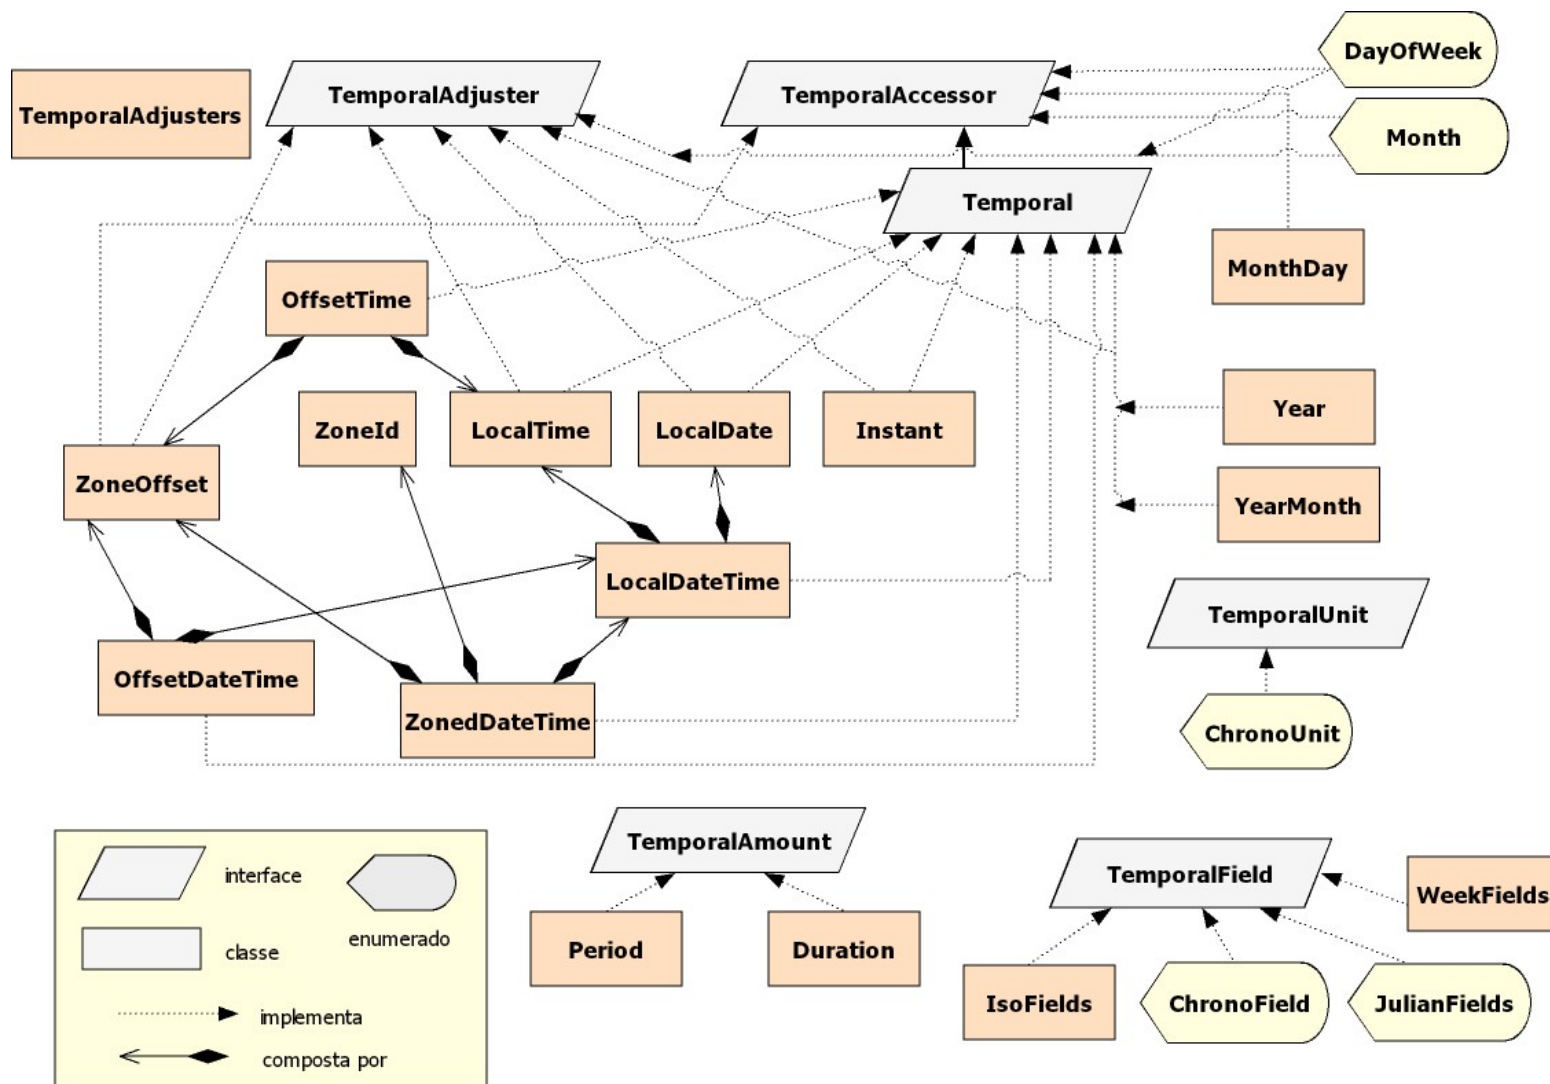 DayOfWeek
TemporalAdjuster
TemporalAccessor
TemporalAdjusters
Month
Temporal
MonthDay
OffsetTime
Year
ZoneId
LocalTime
LocalDate
Instant
ZoneOffset
YearMonth
LocalDateTime
TemporalUnit
OffsetDateTime
ZonedDateTime
ChronoUnit
TemporalAmount
TemporalField
interface
WeekFields
enumerado
classe
Period
Duration
IsoFields
ChronoField
JulianFields
implementa
composta por